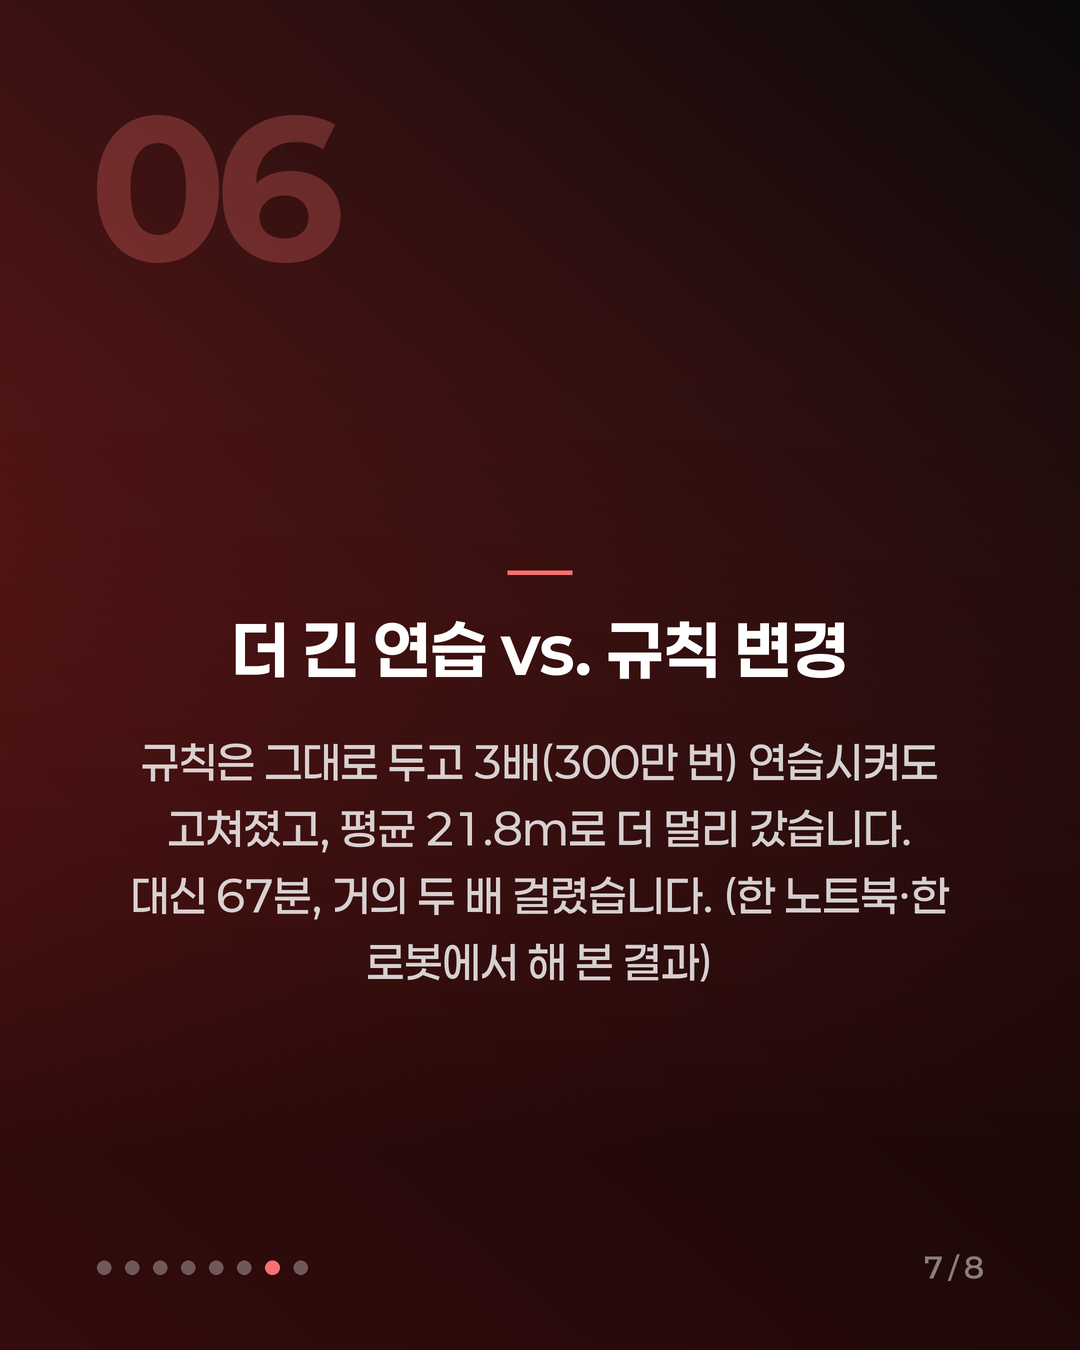 06
더 긴 연습 vs. 규칙 변경
규칙은 그대로 두고 3배(300만 번) 연습시켜도
고쳐졌고, 평균 21.8m로 더 멀리 갔습니다.
대신 67분, 거의 두 배 걸렸습니다. (한 노트북·한
로봇에서 해 본 결과)
7/8